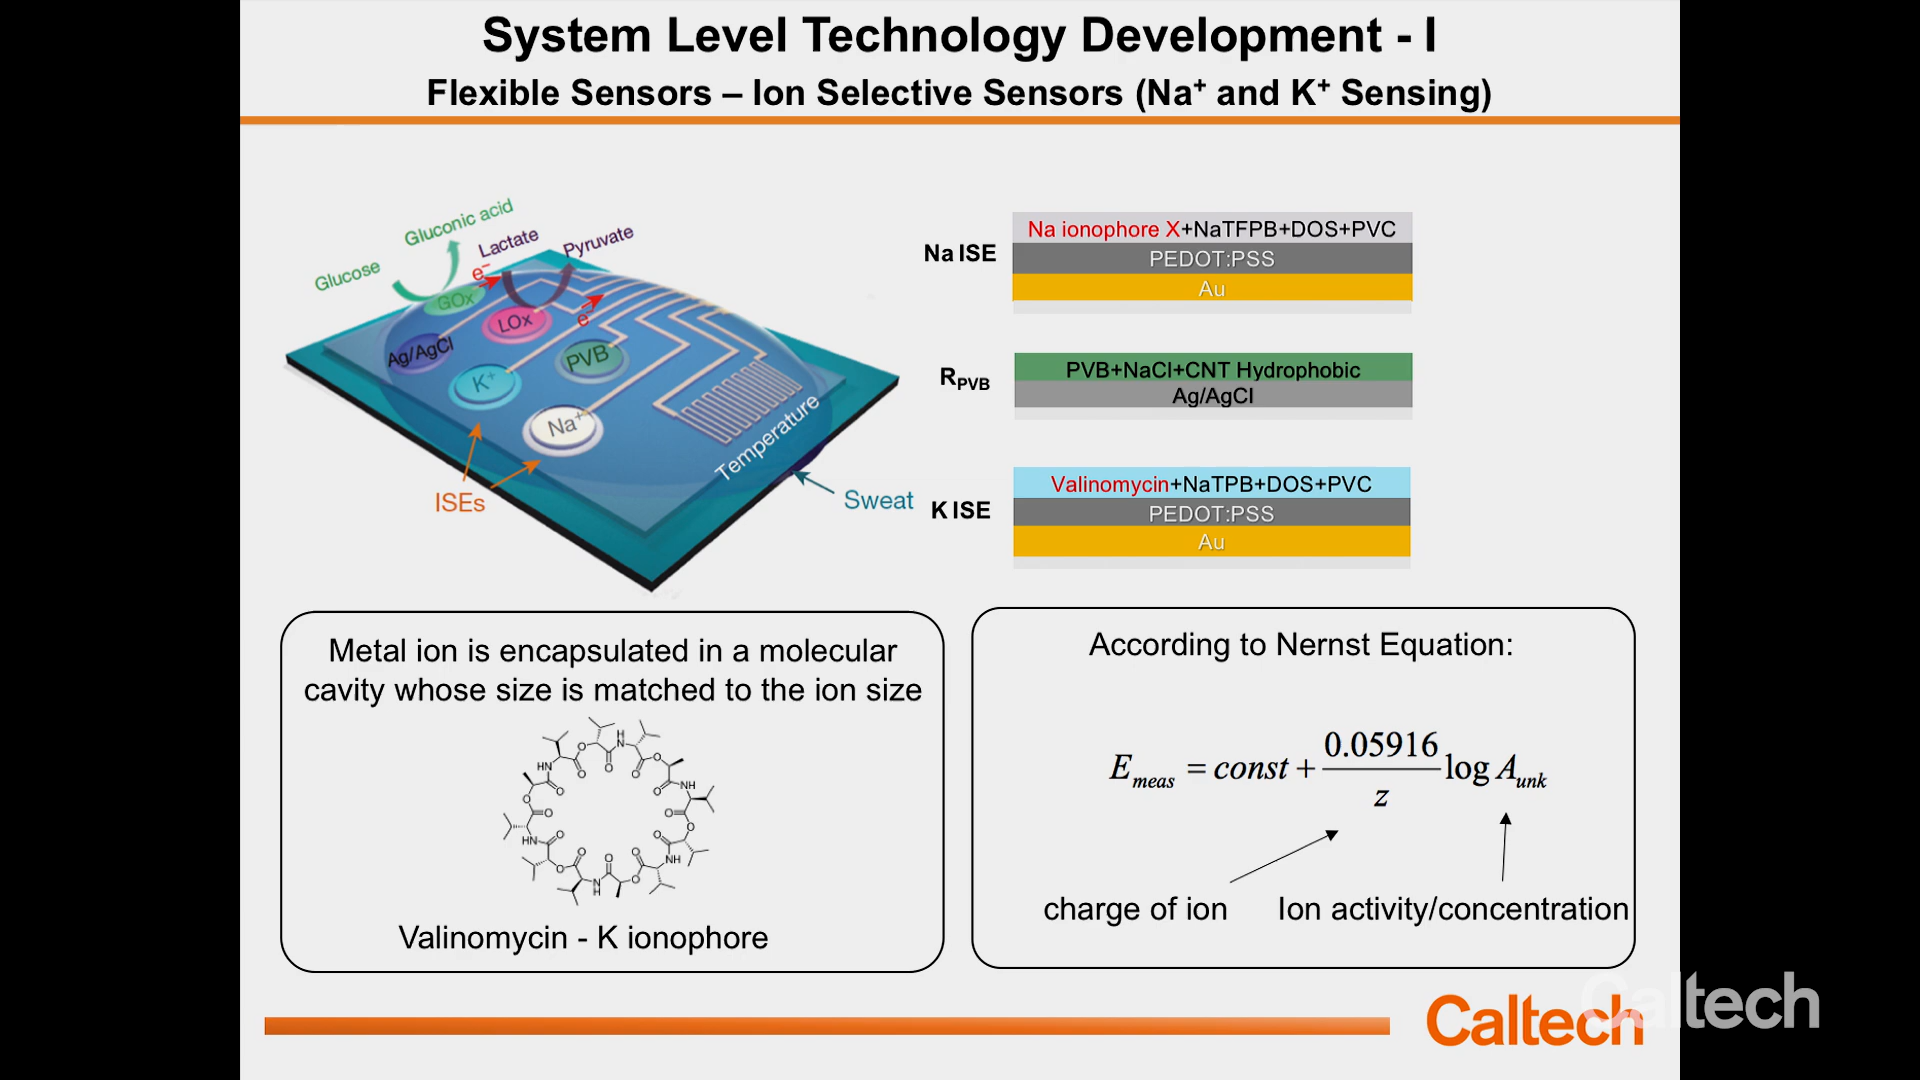 System Level Technology Development - I
Flexible Sensors – Ion Selective Sensors (Na⁺ and K⁺ Sensing)
Gluconic acid
Lactate
Pyruvate
Glucose
e⁻
GOx
LOx
e⁻
Ag/AgCl
PVB
K⁺
Na⁺
Temperature
ISEs
Sweat
Na ISE
Na ionophore X+NaTFPB+DOS+PVC
PEDOT:PSS
Au
R_PVB
PVB+NaCl+CNT Hydrophobic
Ag/AgCl
K ISE
Valinomycin+NaTPB+DOS+PVC
PEDOT:PSS
Au
Metal ion is encapsulated in a molecular
cavity whose size is matched to the ion size
Valinomycin - K ionophore
According to Nernst Equation:
E_meas = const + 0.05916/z log A_unk
charge of ion
Ion activity/concentration
Caltech
Caltech